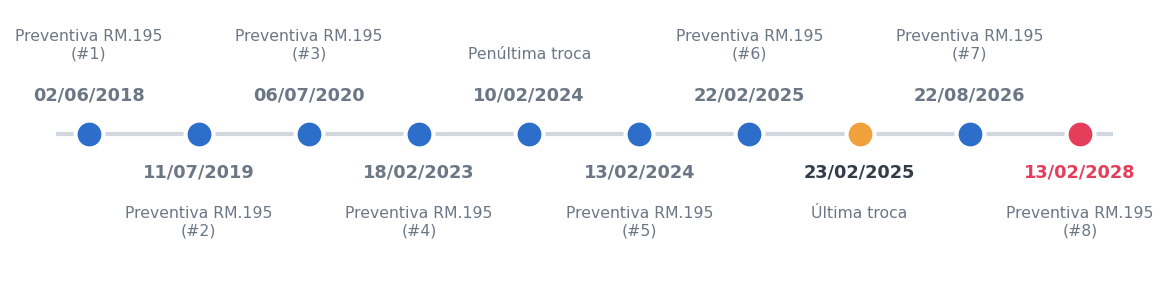 Preventiva RM.195
(#1)
02/06/2018
11/07/2019
Preventiva RM.195
(#2)
Preventiva RM.195
(#3)
06/07/2020
18/02/2023
Preventiva RM.195
(#4)
Penúltima troca
10/02/2024
13/02/2024
Preventiva RM.195
(#5)
Preventiva RM.195
(#6)
22/02/2025
23/02/2025
Última troca
Preventiva RM.195
(#7)
22/08/2026
13/02/2028
Preventiva RM.195
(#8)